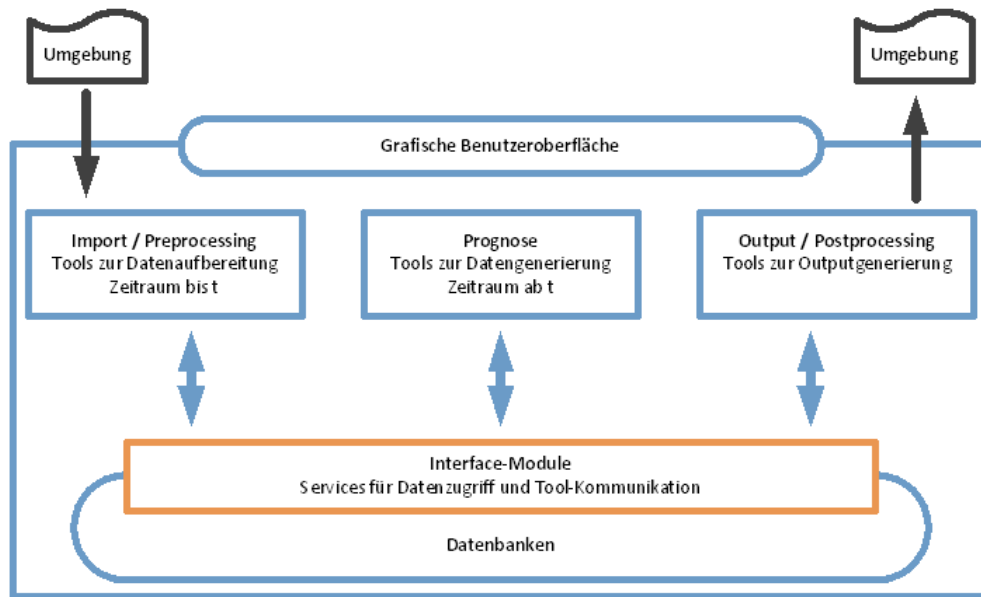 Umgebung
Umgebung
Grafische Benutzeroberfläche
Import / Preprocessing
Tools zur Datenaufbereitung
Zeitraum bis t
Prognose
Tools zur Datengenerierung
Zeitraum ab t
Output / Postprocessing
Tools zur Outputgenerierung
Interface-Module
Services für Datenzugriff und Tool-Kommunikation
Datenbanken